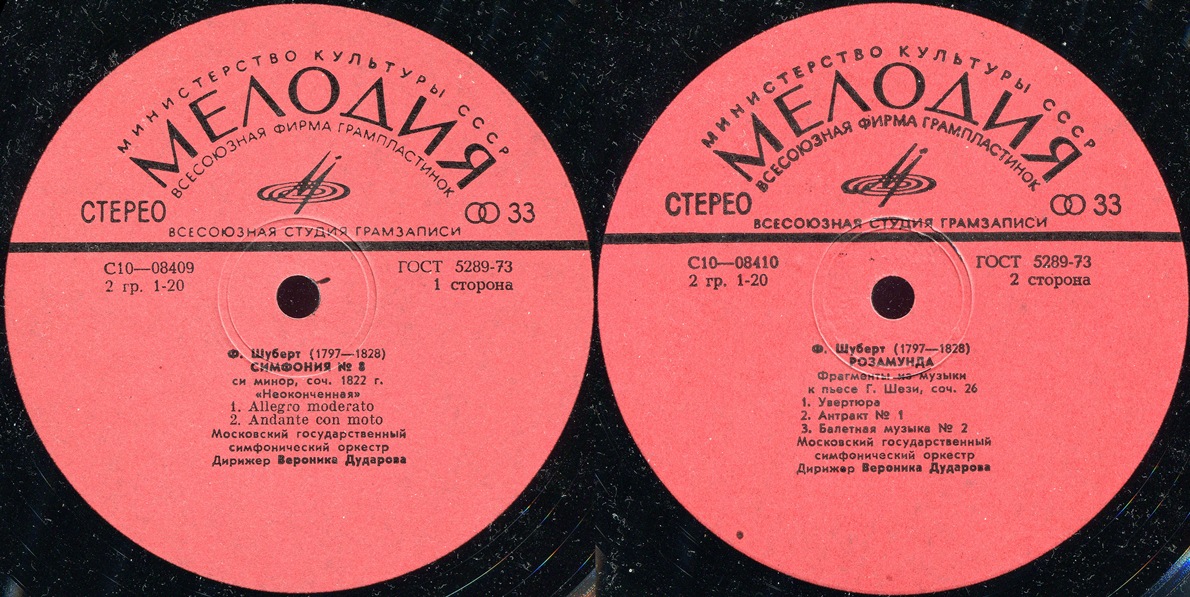 МИНИСТЕРСТВО КУЛЬТУРЫ СССР
МЕЛОДИЯ
ВСЕСОЮЗНАЯ ФИРМА ГРАМПЛАСТИНОК
СТЕРЕО
33
ВСЕСОЮЗНАЯ СТУДИЯ ГРАМЗАПИСИ
С10—08409
ГОСТ 5289-73
2 гр. 1-20
1 сторона
Ф. Шуберт (1797—1828)
СИМФОНИЯ № 8
си минор, соч. 1822 г.
«Неоконченная»
1. Allegro moderato
2. Andante con moto
Московский государственный
симфонический оркестр
Дирижер Вероника Дударова
МИНИСТЕРСТВО КУЛЬТУРЫ СССР
МЕЛОДИЯ
ВСЕСОЮЗНАЯ ФИРМА ГРАМПЛАСТИНОК
СТЕРЕО
33
ВСЕСОЮЗНАЯ СТУДИЯ ГРАМЗАПИСИ
С10—08410
ГОСТ 5289-73
2 гр. 1-20
2 сторона
Ф. Шуберт (1797—1828)
РОЗАМУНДА
Фрагменты из музыки
к пьесе Г. Шези, соч. 26
1. Увертюра
2. Антракт № 1
3. Балетная музыка № 2
Московский государственный
симфонический оркестр
Дирижер Вероника Дударова